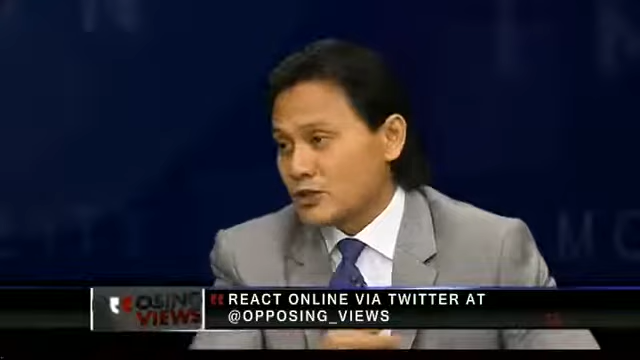 REACT ONLINE VIA TWITTER AT
@OPPOSING_VIEWS
OSING
VIEWS